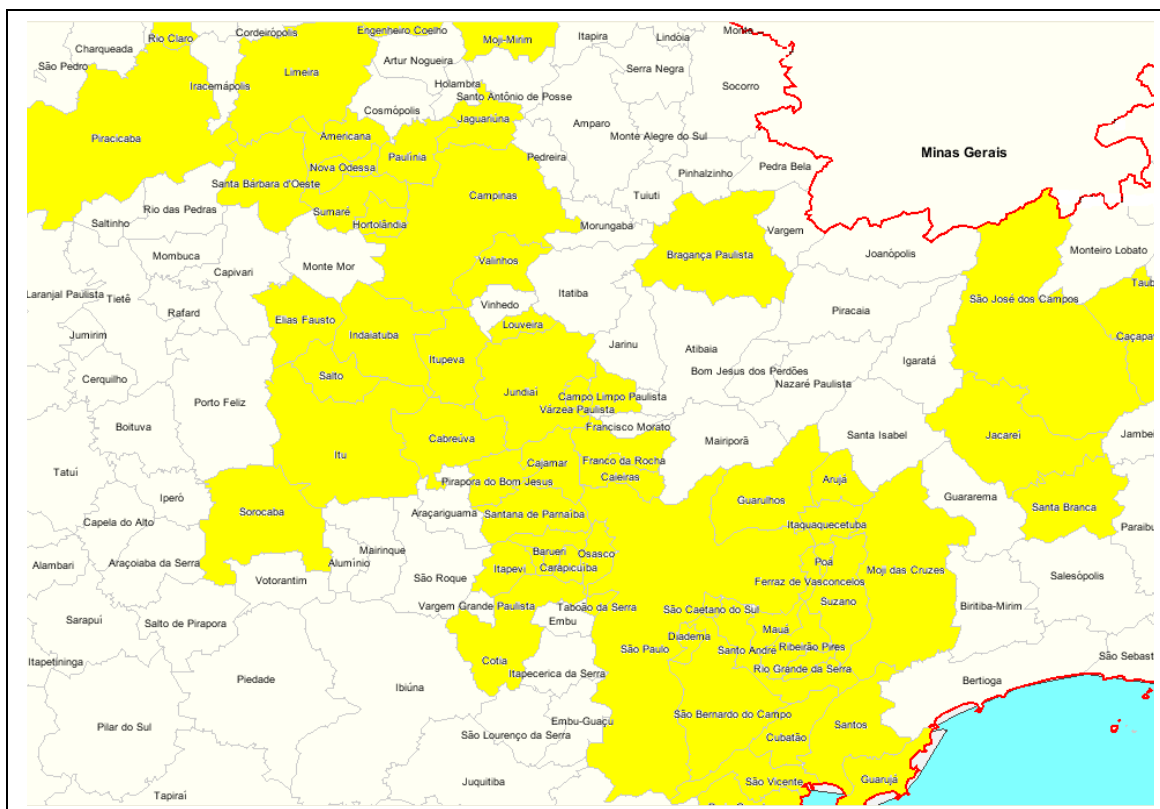 Engenheiro Coelho
Cordeirópolis
Rio Claro
Moji-Mirim
Itapira
Lindóia
Monte
Charqueada
Artur Nogueira
São Pedro
Limeira
Serra Negra
Iracemápolis
Holambra
Socorro
Santo Antônio de Posse
Cosmópolis
Jaguariúna
Amparo
Piracicaba
Americana
Monte Alegre do Sul
Minas Gerais
Paulínia
Pedreira
Nova Odessa
Pedra Bela
Pinhalzinho
Santa Bárbara d'Oeste
Campinas
Tuiuti
Rio das Pedras
Sumaré
Saltinho
Hortolândia
Morungaba
Vargem
Monteiro Lobato
Mombuca
Bragança Paulista
Joanópolis
Valinhos
Monte Mor
Capivari
Laranjal Paulista
Tietê
Itatiba
São José dos Campos
Taub
Vinhedo
Rafard
Elias Fausto
Louveira
Piracaia
Jumirim
Indaiatuba
Caçapav
Jarinu
Atibaia
Itupeva
Igaratá
Jundiaí
Bom Jesus dos Perdões
Cerquilho
Salto
Nazaré Paulista
Porto Feliz
Campo Limpo Paulista
Várzea Paulista
Boituva
Francisco Morato
Cabreúva
Mairiporã
Santa Isabel
Jacareí
Jambei
Itu
Cajamar
Franco da Rocha
Tatuí
Caieiras
Arujá
Pirapora do Bom Jesus
Iperò
Guarulhos
Guararema
Sorocaba
Araçariguama
Santana de Parnaíba
Santa Branca
Capela do Alto
Itaquaquecetuba
Paraibu
Mairinque
Barueri
Osasco
Araçoiaba da Serra
Alumínio
Poá
Alambari
Itapevi
Carapicuíba
Moji das Cruzes
Votorantim
São Roque
Ferraz de Vasconcelos
Salesópolis
Suzano
Vargem Grande Paulista
Taboão da Serra
São Caetano do Sul
Biritiba-Mirim
Sarapuí
Salto de Pirapora
Embu
Mauá
Diadema
Ribeirão Pires
São Paulo
Santo André
São Sebast
Itapetininga
Cotia
Rio Grande da Serra
Itapecerica da Serra
Piedade
Bertioga
Ibiúna
São Bernardo do Campo
Embu-Guaçú
Santos
Pilar do Sul
São Lourenço da Serra
Cubatão
Juquitiba
São Vicente
Guarujá
Tapiraí